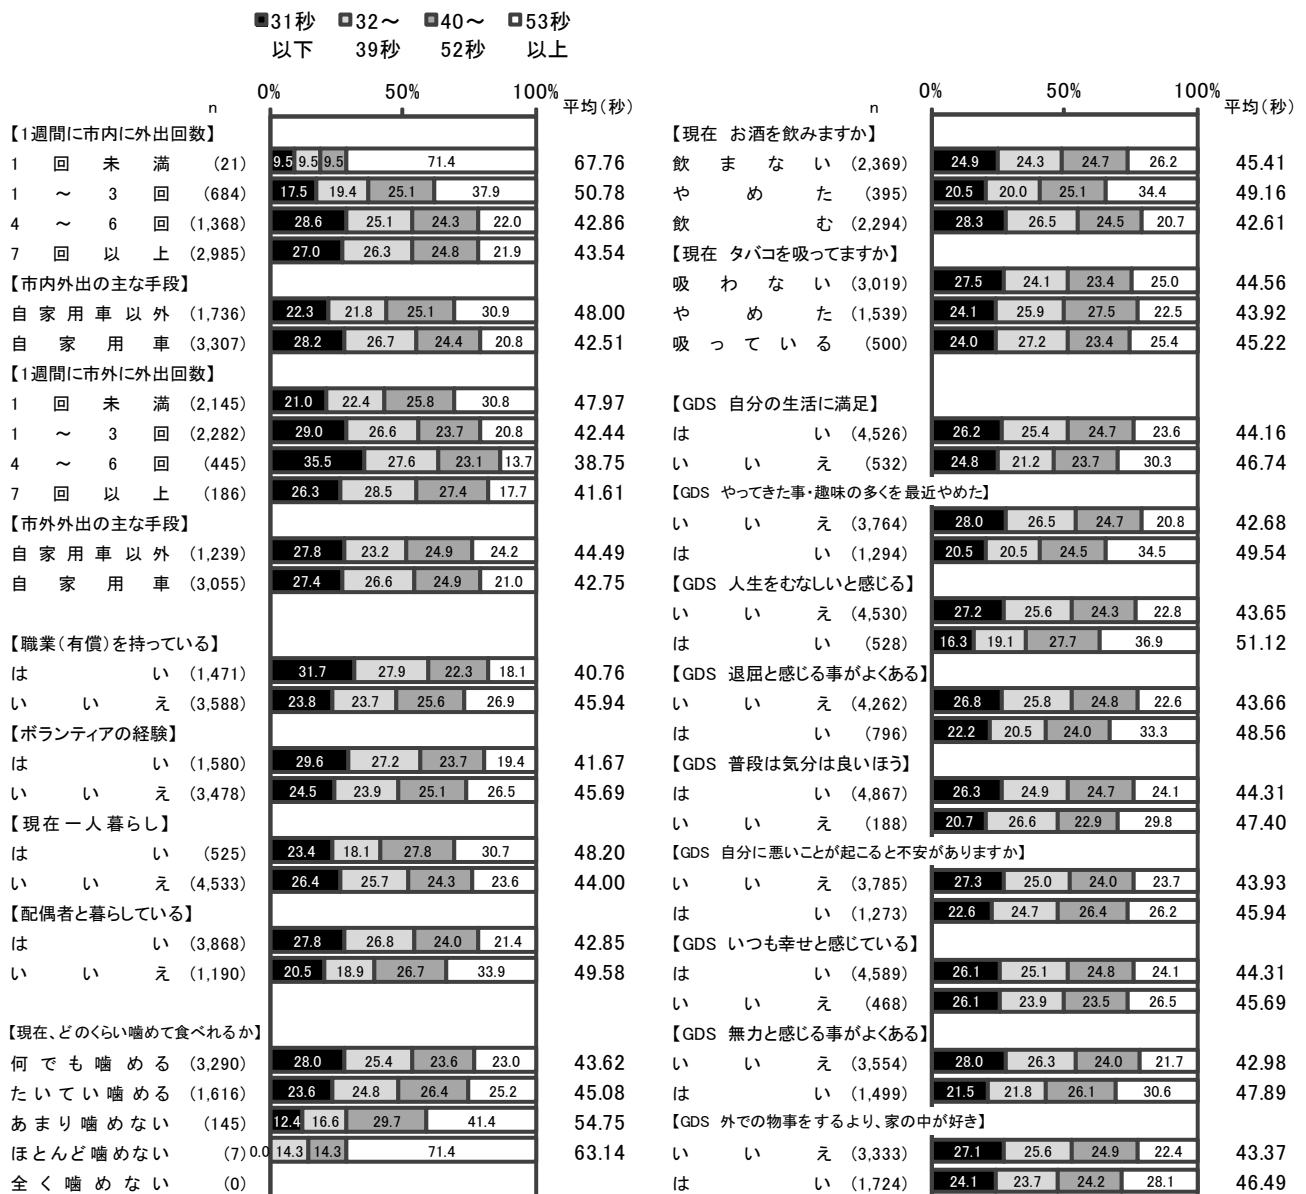 ■31秒以下 □32～39秒 ■40～52秒 □53秒以上
n 0% 50% 100% 平均(秒)
【1週間に市内に外出回数】
1回未満 (21) 9.5 9.5 9.5 71.4 67.76
1～3回 (684) 17.5 19.4 25.1 37.9 50.78
4～6回 (1,368) 28.6 25.1 24.3 22.0 42.86
7回以上 (2,985) 27.0 26.3 24.8 21.9 43.54
【市内外出の主な手段】
自家用車以外 (1,736) 22.3 21.8 25.1 30.9 48.00
自家用車 (3,307) 28.2 26.7 24.4 20.8 42.51
【1週間に市外に外出回数】
1回未満 (2,145) 21.0 22.4 25.8 30.8 47.97
1～3回 (2,282) 29.0 26.6 23.7 20.8 42.44
4～6回 (445) 35.5 27.6 23.1 13.7 38.75
7回以上 (186) 26.3 28.5 27.4 17.7 41.61
【市外外出の主な手段】
自家用車以外 (1,239) 27.8 23.2 24.9 24.2 44.49
自家用車 (3,055) 27.4 26.6 24.9 21.0 42.75
【職業(有償)を持っている】
はい (1,471) 31.7 27.9 22.3 18.1 40.76
いいえ (3,588) 23.8 23.7 25.6 26.9 45.94
【ボランティアの経験】
はい (1,580) 29.6 27.2 23.7 19.4 41.67
いいえ (3,478) 24.5 23.9 25.1 26.5 45.69
【現在一人暮らし】
はい (525) 23.4 18.1 27.8 30.7 48.20
いいえ (4,533) 26.4 25.7 24.3 23.6 44.00
【配偶者と暮らしている】
はい (3,868) 27.8 26.8 24.0 21.4 42.85
いいえ (1,190) 20.5 18.9 26.7 33.9 49.58
【現在、どのくらい噛めて食べれるか】
何でも噛める (3,290) 28.0 25.4 23.6 23.0 43.62
たいてい噛める (1,616) 23.6 24.8 26.4 25.2 45.08
あまり噛めない (145) 12.4 16.6 29.7 41.4 54.75
ほとんど噛めない (7) 0.0 14.3 14.3 71.4 63.14
全く噛めない (0)
n 0% 50% 100% 平均(秒)
【現在 お酒を飲みますか】
飲まない (2,369) 24.9 24.3 24.7 26.2 45.41
やめた (395) 20.5 20.0 25.1 34.4 49.16
飲む (2,294) 28.3 26.5 24.5 20.7 42.61
【現在 タバコを吸ってますか】
吸わない (3,019) 27.5 24.1 23.4 25.0 44.56
やめた (1,539) 24.1 25.9 27.5 22.5 43.92
吸っている (500) 24.0 27.2 23.4 25.4 45.22
【GDS 自分の生活に満足】
はい (4,526) 26.2 25.4 24.7 23.6 44.16
いいえ (532) 24.8 21.2 23.7 30.3 46.74
【GDS やってきた事・趣味の多くを最近やめた】
いいえ (3,764) 28.0 26.5 24.7 20.8 42.68
はい (1,294) 20.5 20.5 24.5 34.5 49.54
【GDS 人生をむなしいと感じる】
いいえ (4,530) 27.2 25.6 24.3 22.8 43.65
はい (528) 16.3 19.1 27.7 36.9 51.12
【GDS 退屈と感じる事がよくある】
いいえ (4,262) 26.8 25.8 24.8 22.6 43.66
はい (796) 22.2 20.5 24.0 33.3 48.56
【GDS 普段は気分は良いほう】
はい (4,867) 26.3 24.9 24.7 24.1 44.31
いいえ (188) 20.7 26.6 22.9 29.8 47.40
【GDS 自分に悪いことが起こると不安がありますか】
いいえ (3,785) 27.3 25.0 24.0 23.7 43.93
はい (1,273) 22.6 24.7 26.4 26.2 45.94
【GDS いつも幸せと感じている】
はい (4,589) 26.1 25.1 24.8 24.1 44.31
いいえ (468) 26.1 23.9 23.5 26.5 45.69
【GDS 無力と感じる事がよくある】
いいえ (3,554) 28.0 26.3 24.0 21.7 42.98
はい (1,499) 21.5 21.8 26.1 30.6 47.89
【GDS 外での物事をするより、家の中が好き】
いいえ (3,333) 27.1 25.6 24.9 22.4 43.37
はい (1,724) 24.1 23.7 24.2 28.1 46.49